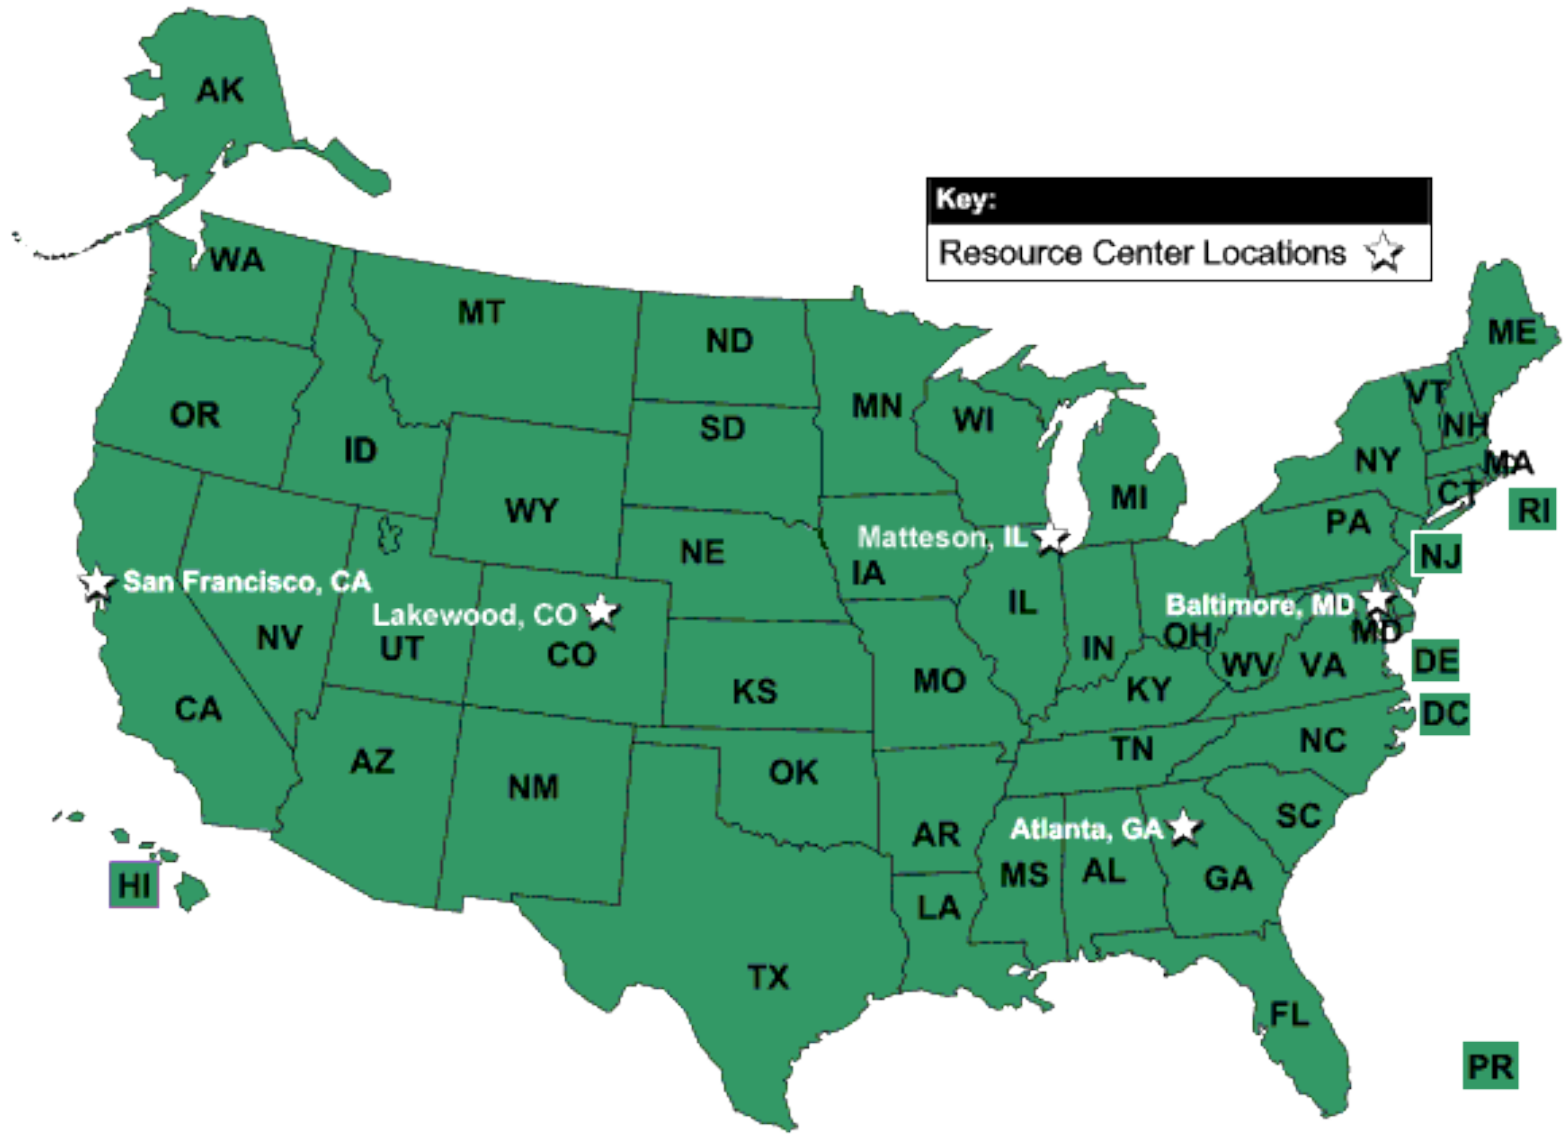 AK
Key:
Resource Center Locations
WA
MT
ND
ME
OR
ID
SD
MN
WI
VT
NH
NY
MA
WY
MI
CT
RI
PA
NE
Matteson, IL
NJ
IA
San Francisco, CA
Lakewood, CO
IL
Baltimore, MD
NV
UT
CO
IN
OH
MD
WV
VA
DE
CA
KS
MO
KY
DC
AZ
NM
OK
TN
NC
AR
Atlanta, GA
SC
HI
MS
AL
GA
LA
TX
FL
PR